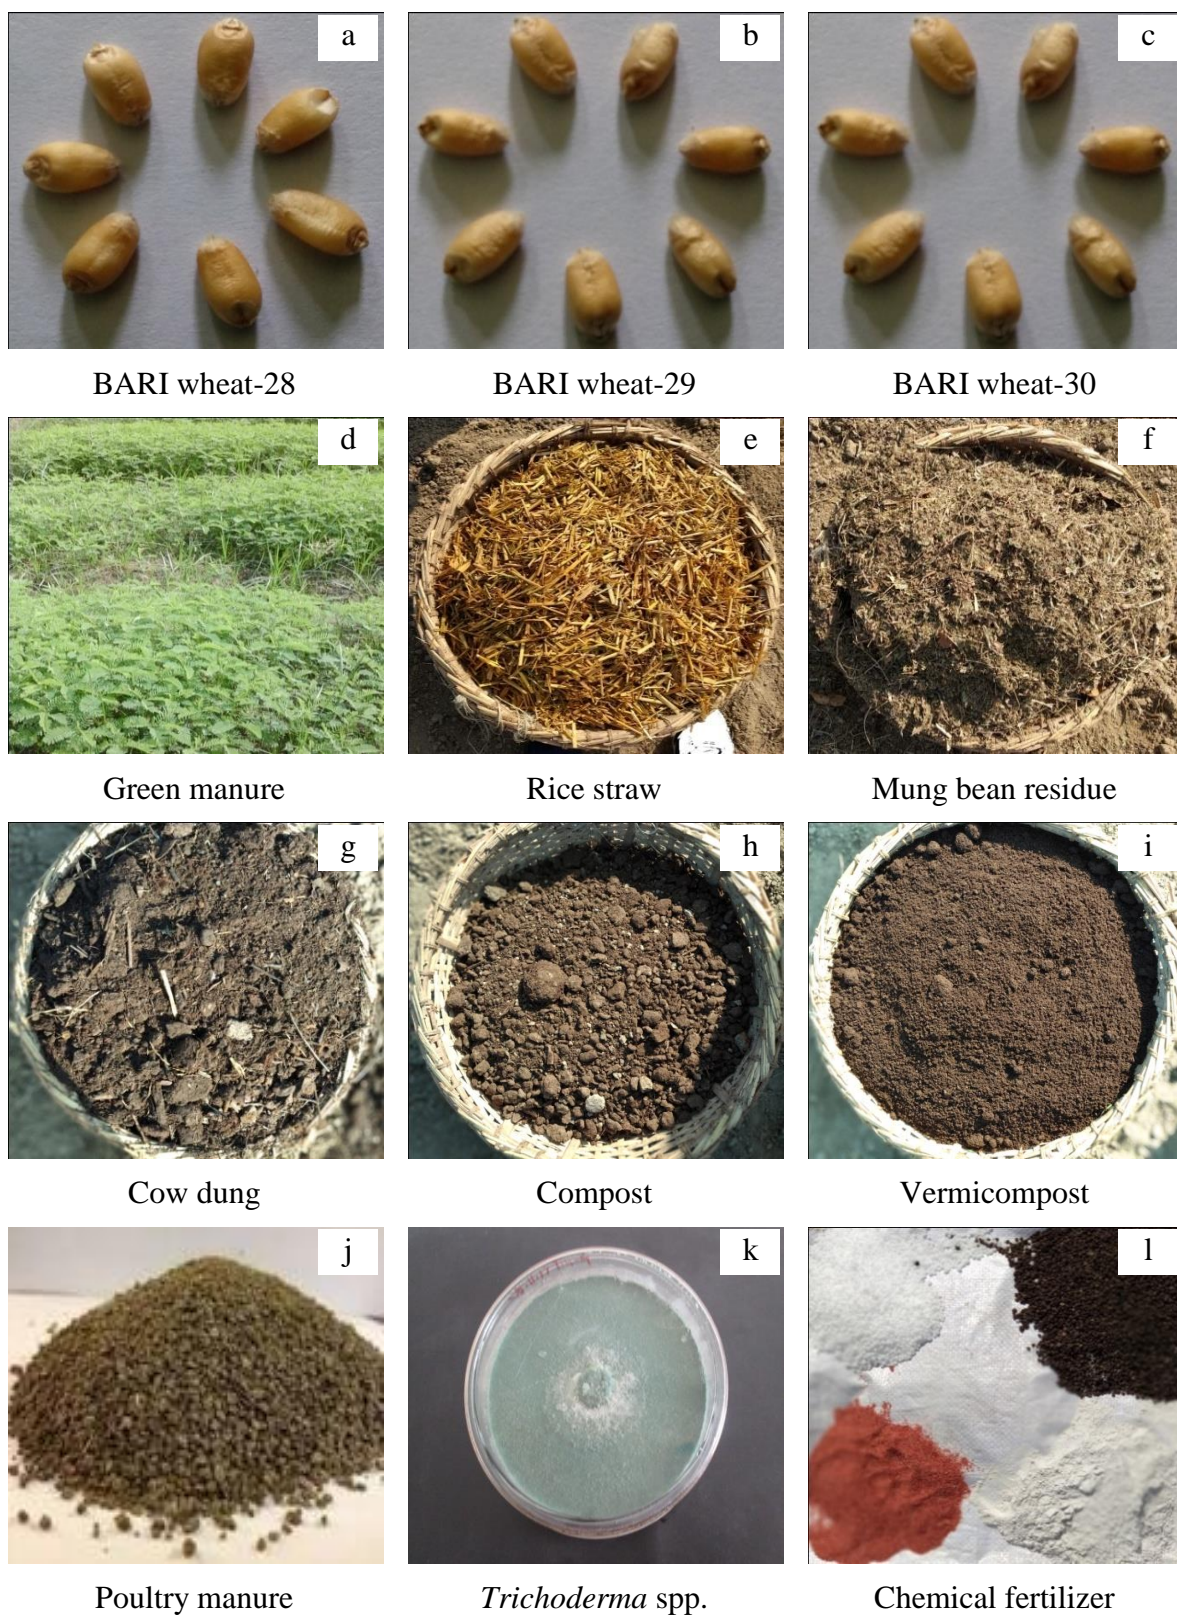 a
b
c
BARI wheat-28
BARI wheat-29
BARI wheat-30
d
e
f
Green manure
Rice straw
Mung bean residue
g
h
i
Cow dung
Compost
Vermicompost
j
k
l
Poultry manure
Trichoderma spp.
Chemical fertilizer